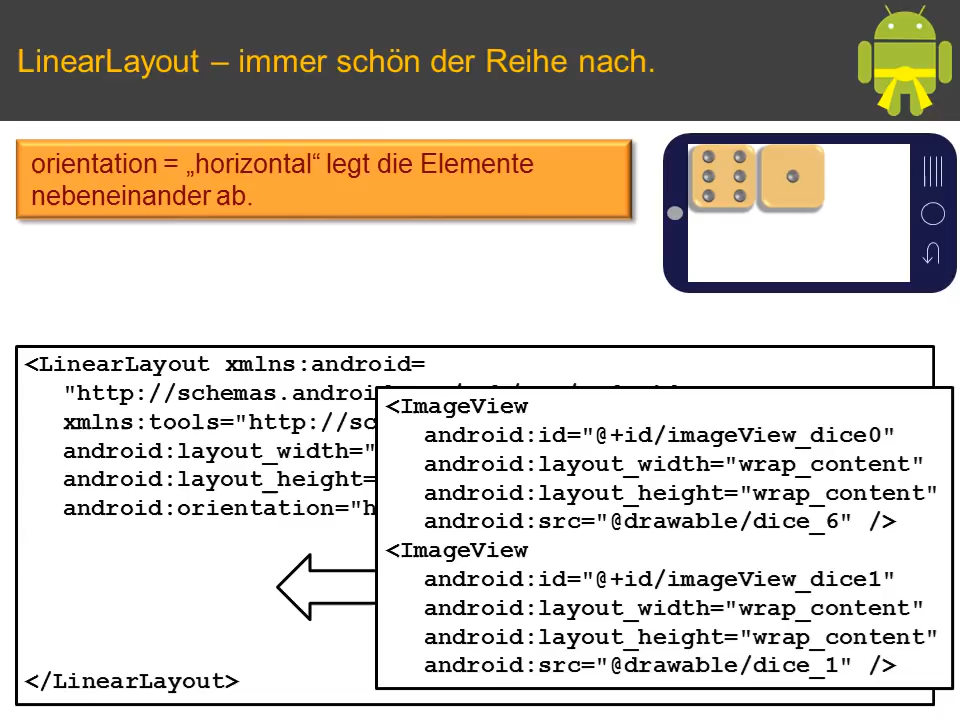 LinearLayout – immer schön der Reihe nach.
orientation = „horizontal“ legt die Elemente
nebeneinander ab.
<LinearLayout xmlns:android=
"http://schemas.android
xmlns:tools="http://sc
android:layout_width="
android:layout_height=
android:orientation="h
</LinearLayout>
<ImageView
android:id="@+id/imageView_dice0"
android:layout_width="wrap_content"
android:layout_height="wrap_content"
android:src="@drawable/dice_6" />
<ImageView
android:id="@+id/imageView_dice1"
android:layout_width="wrap_content"
android:layout_height="wrap_content"
android:src="@drawable/dice_1" />